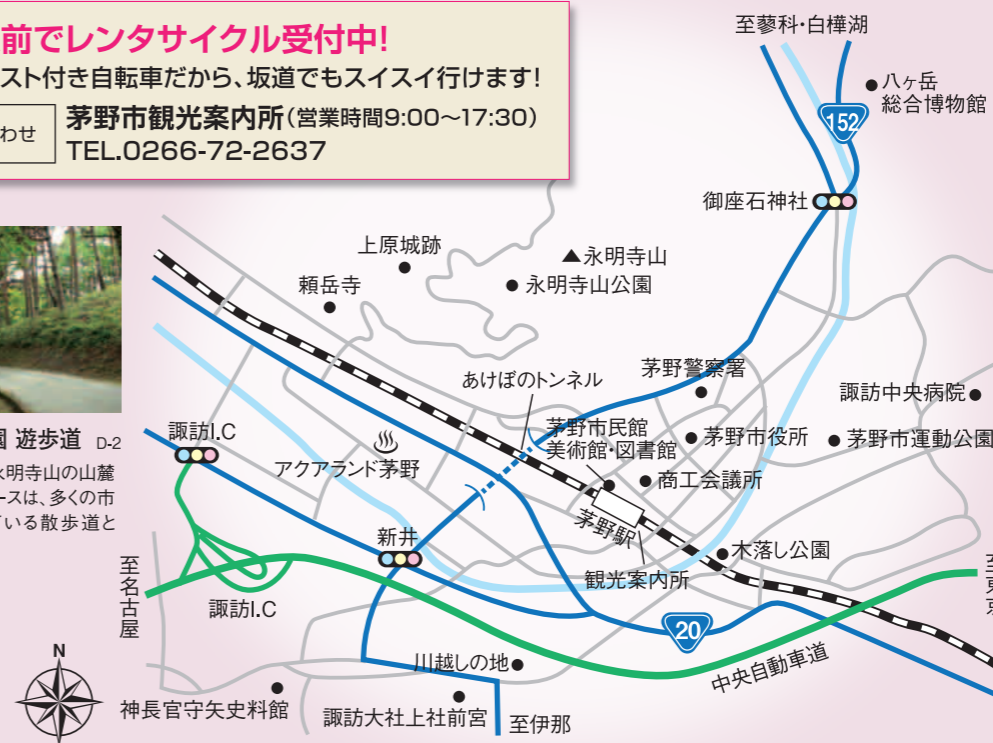 前でレンタサイクル受付中!
スト付き自転車だから、坂道でもスイスイ行けます!
わせ
茅野市観光案内所(営業時間9:00〜17:30)
TEL.0266-72-2637
至蓼科・白樺湖
八ヶ岳
総合博物館
152
御座石神社
上原城跡
▲永明寺山
頼岳寺
永明寺山公園
あけぼのトンネル
茅野警察署
諏訪中央病院
園 遊歩道 D-2
永明寺山の山麓
ースは、多くの市
いる散歩道と
諏訪I.C
アクアランド茅野
茅野市民館
美術館・図書館
茅野市役所
茅野市運動公園
商工会議所
新井
茅野駅
木落し公園
観光案内所
至名古屋
諏訪I.C
至東京
20
中央自動車道
川越しの地
N
神長官守矢史料館
諏訪大社上社前宮
至伊那